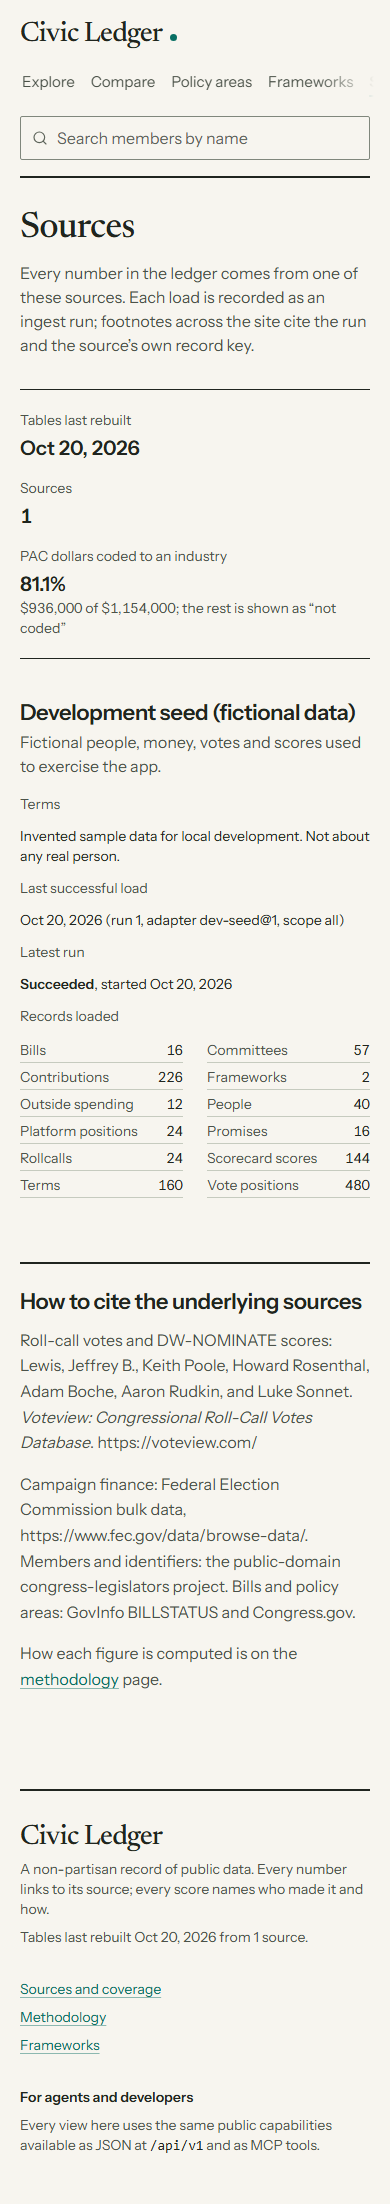 Civic Ledger
Explore Compare Policy areas Frameworks
Search members by name
Sources
Every number in the ledger comes from one of
these sources. Each load is recorded as an
ingest run; footnotes across the site cite the run
and the source’s own record key.
Tables last rebuilt
Oct 20, 2026
Sources
1
PAC dollars coded to an industry
81.1%
$936,000 of $1,154,000; the rest is shown as “not
coded”
Development seed (fictional data)
Fictional people, money, votes and scores used
to exercise the app.
Terms
Invented sample data for local development. Not about
any real person.
Last successful load
Oct 20, 2026 (run 1, adapter dev-seed@1, scope all)
Latest run
Succeeded, started Oct 20, 2026
Records loaded
Bills 16 Committees 57
Contributions 226 Frameworks 2
Outside spending 12 People 40
Platform positions 24 Promises 16
Rollcalls 24 Scorecard scores 144
Terms 160 Vote positions 480
How to cite the underlying sources
Roll-call votes and DW-NOMINATE scores:
Lewis, Jeffrey B., Keith Poole, Howard Rosenthal,
Adam Boche, Aaron Rudkin, and Luke Sonnet.
Voteview: Congressional Roll-Call Votes
Database. https://voteview.com/
Campaign finance: Federal Election
Commission bulk data,
https://www.fec.gov/data/browse-data/.
Members and identifiers: the public-domain
congress-legislators project. Bills and policy
areas: GovInfo BILLSTATUS and Congress.gov.
How each figure is computed is on the
methodology page.
Civic Ledger
A non-partisan record of public data. Every number
links to its source; every score names who made it and
how.
Tables last rebuilt Oct 20, 2026 from 1 source.
Sources and coverage
Methodology
Frameworks
For agents and developers
Every view here uses the same public capabilities
available as JSON at /api/v1 and as MCP tools.